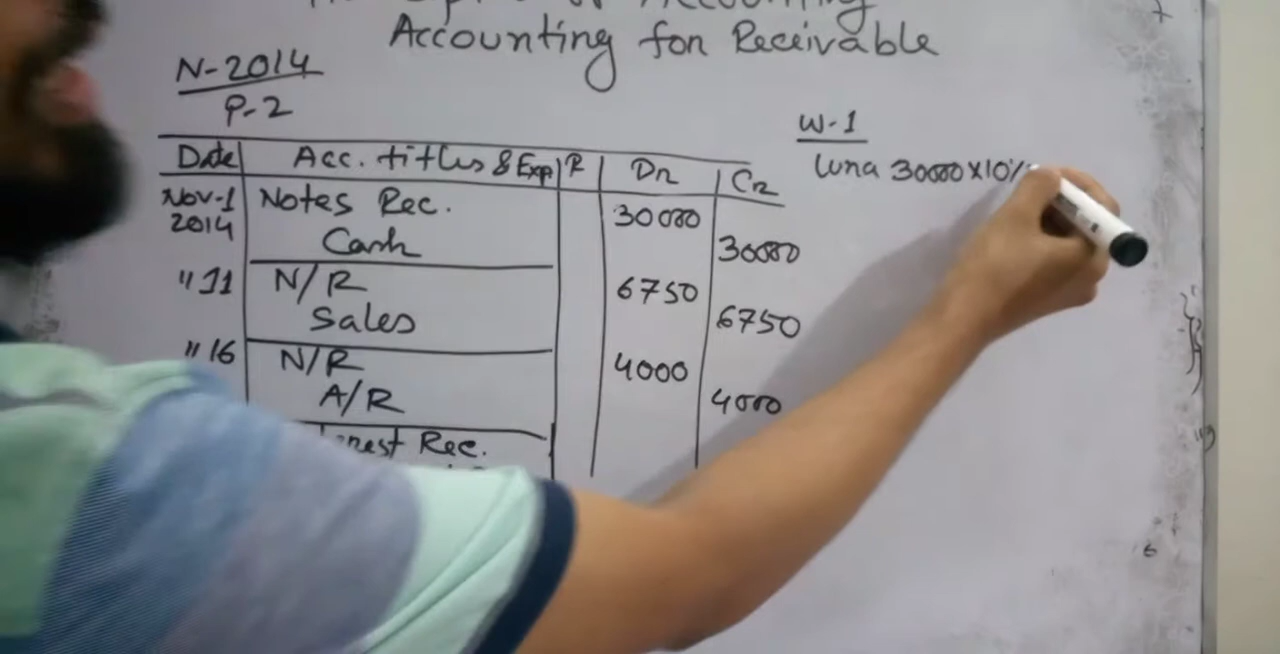 Accounting
Accounting for Receivable
N-2014
P-2
W-1
Date Acc. titles & Exp R Dr Cr
Luna 30000 X 10%
Nov-1 Notes Rec. 30000
2014 Cash 30000
" 11 N/R 6750
Sales 6750
" 16 N/R 4000
A/R 4000
Rec.